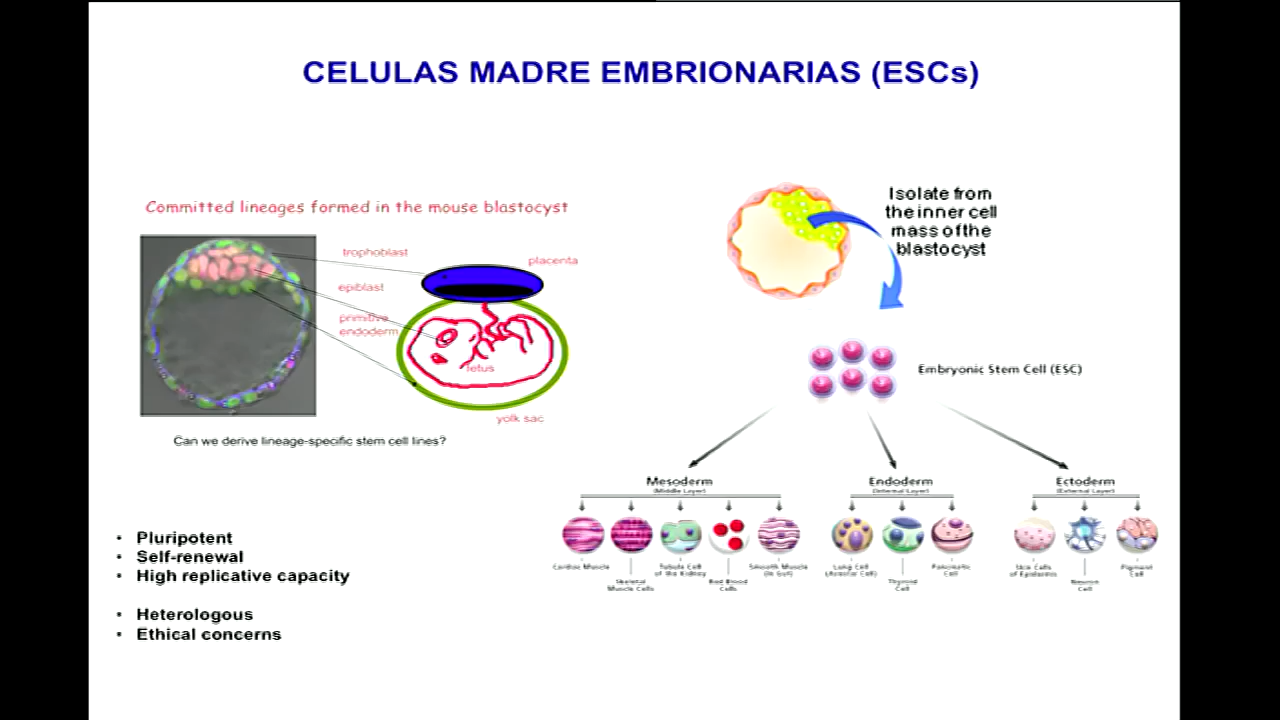 CELULAS MADRE EMBRIONARIAS (ESCs)
Committed lineages formed in the mouse blastocyst
trophoblast
placenta
epiblast
primitive
endoderm
fetus
yolk sac
Can we derive lineage-specific stem cell lines?
• Pluripotent
• Self-renewal
• High replicative capacity
• Heterologous
• Ethical concerns
Isolate from
the inner cell
mass of the
blastocyst
Embryonic Stem Cell (ESC)
Mesoderm
(Middle Layer)
Endoderm
(Internal Layer)
Ectoderm
(External Layer)
Cardiac Muscle
Skeletal
Muscle Cells
Tubule Cell
of the Kidney
Red Blood
Cells
Smooth Muscle
(in Gut)
Lung Cell
(Alveolar Cell)
Thyroid
Cell
Pancreatic
Cell
Skin Cells
of Epidermis
Neuron
Cell
Pigment
Cell